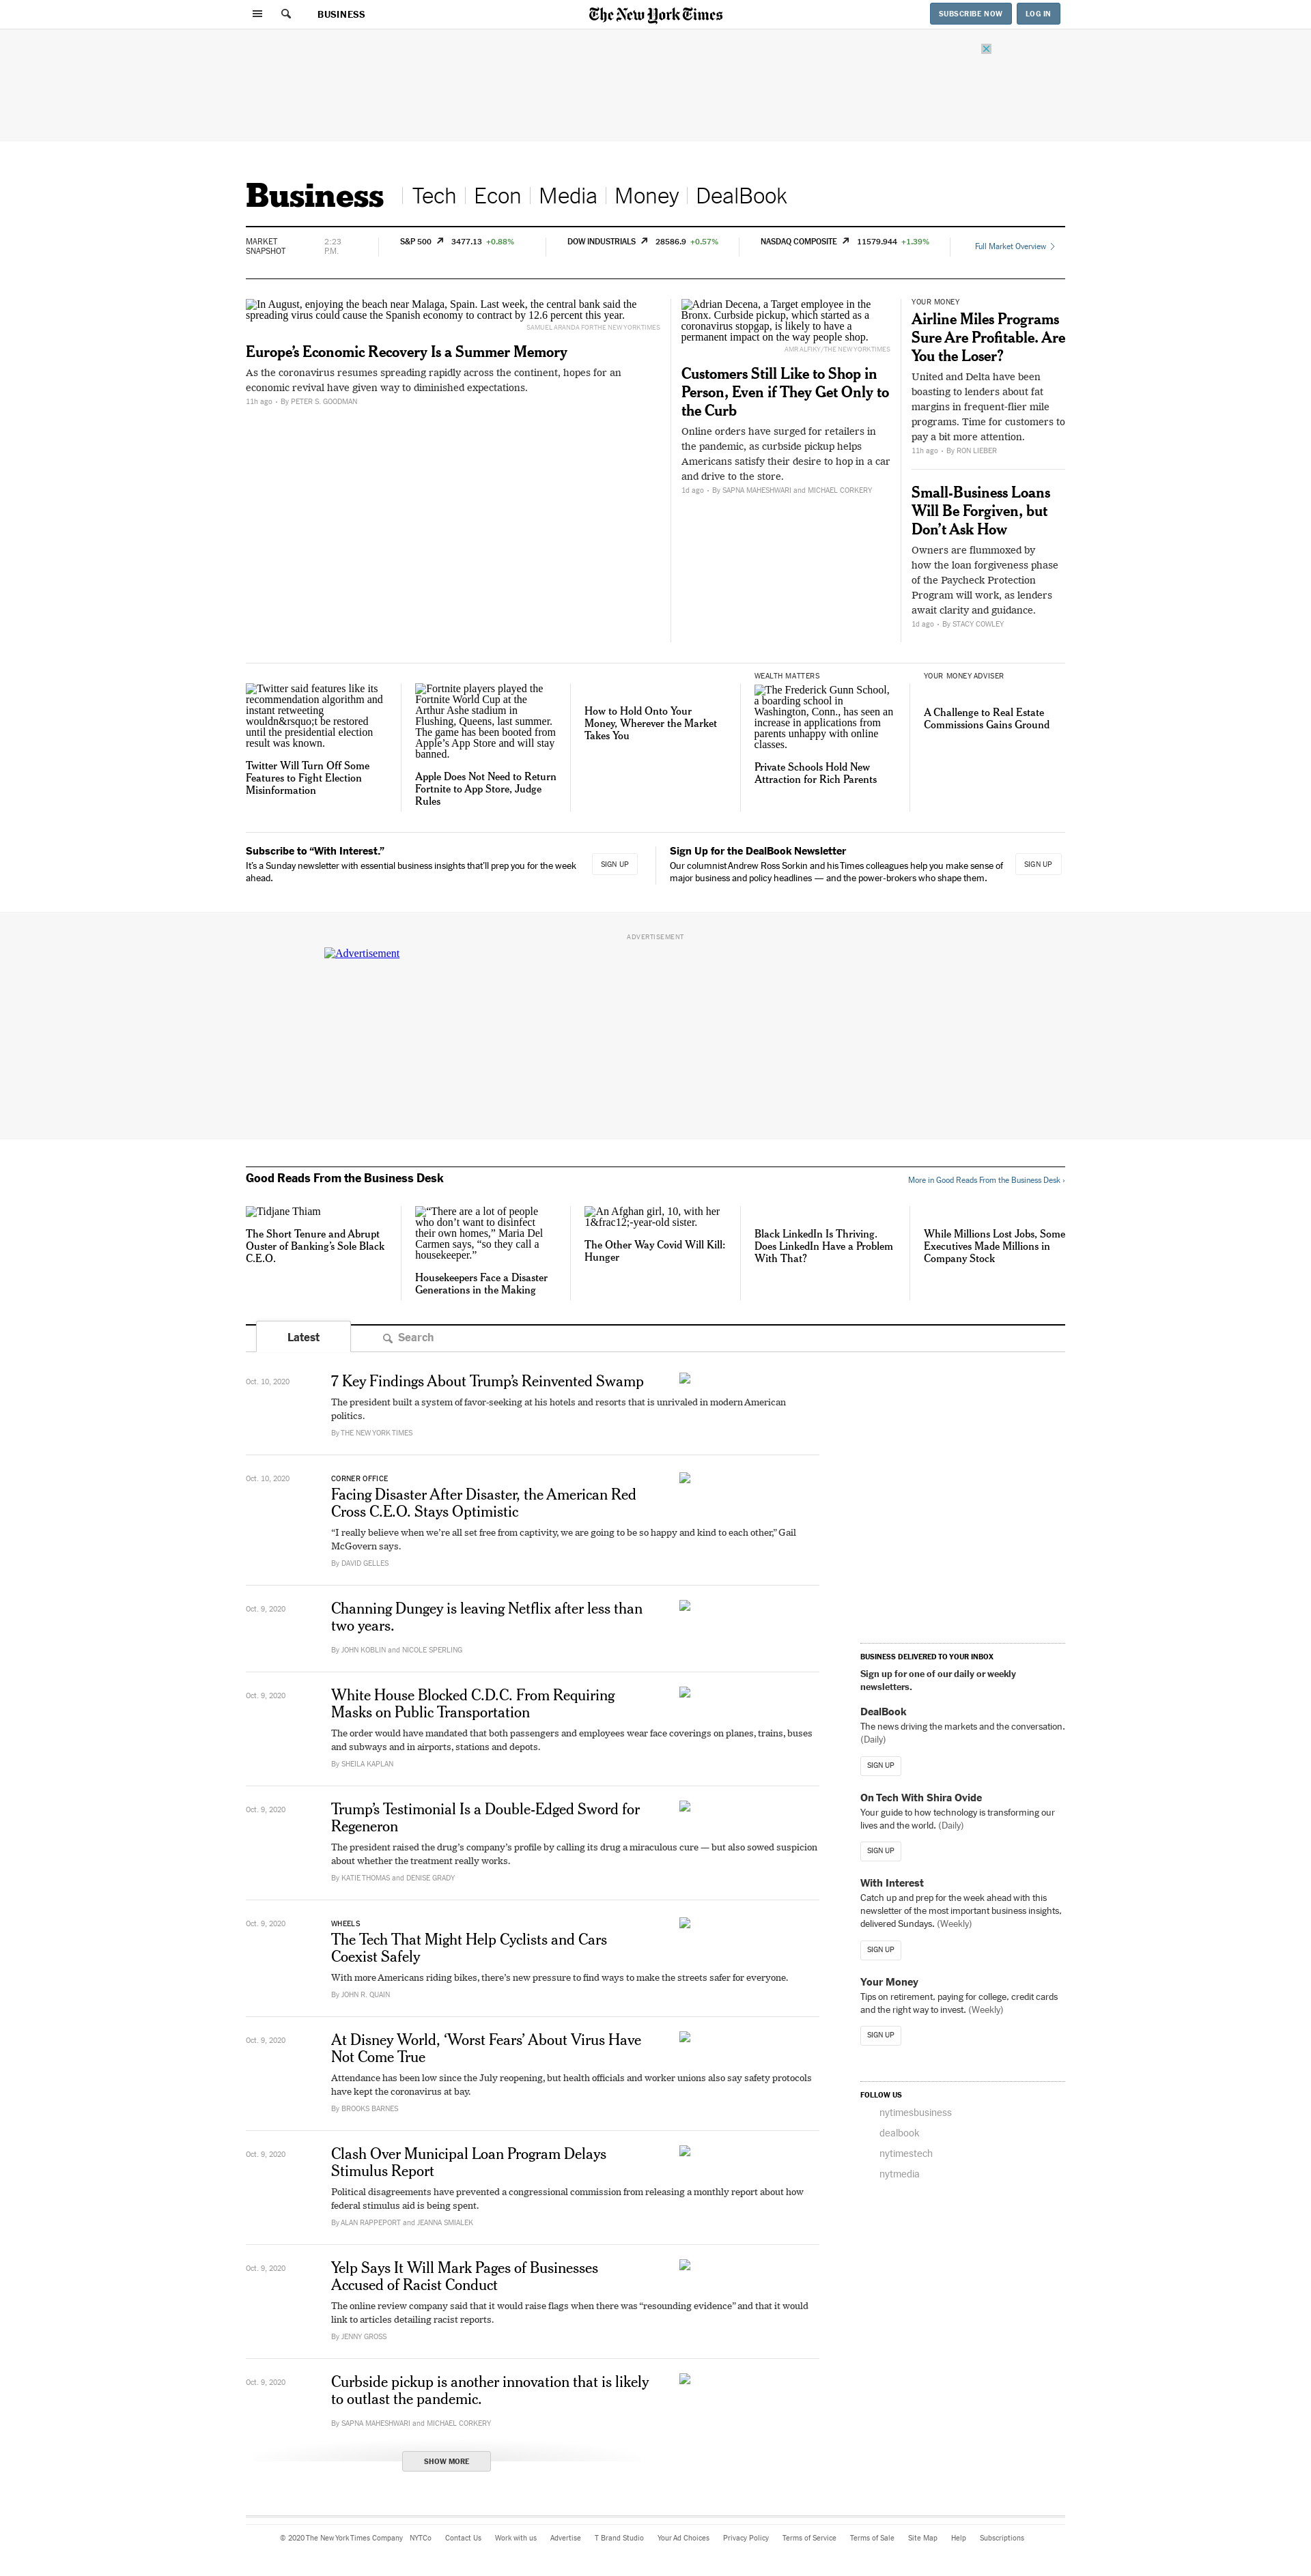 BUSINESS
The New York Times
SUBSCRIBE NOW
LOG IN
Business
Tech
Econ
Media
Money
DealBook
MARKET
SNAPSHOT
2:23
P.M.
S&P 500 3477.13 +0.88%
DOW INDUSTRIALS 28586.9 +0.57%
NASDAQ COMPOSITE 11579.944 +1.39%
Full Market Overview
In August, enjoying the beach near Malaga, Spain. Last week, the central bank said the
spreading virus could cause the Spanish economy to contract by 12.6 percent this year.
SAMUEL ARANDA FOR THE NEW YORK TIMES
Europe’s Economic Recovery Is a Summer Memory
As the coronavirus resumes spreading rapidly across the continent, hopes for an
economic revival have given way to diminished expectations.
11h ago • By PETER S. GOODMAN
Adrian Decena, a Target employee in the
Bronx. Curbside pickup, which started as a
coronavirus stopgap, is likely to have a
permanent impact on the way people shop.
AMR ALFIKY/THE NEW YORK TIMES
Customers Still Like to Shop in
Person, Even if They Get Only to
the Curb
Online orders have surged for retailers in
the pandemic, as curbside pickup helps
Americans satisfy their desire to hop in a car
and drive to the store.
1d ago • By SAPNA MAHESHWARI and MICHAEL CORKERY
YOUR MONEY
Airline Miles Programs
Sure Are Profitable. Are
You the Loser?
United and Delta have been
boasting to lenders about fat
margins in frequent-flier mile
programs. Time for customers to
pay a bit more attention.
11h ago • By RON LIEBER
Small-Business Loans
Will Be Forgiven, but
Don’t Ask How
Owners are flummoxed by
how the loan forgiveness phase
of the Paycheck Protection
Program will work, as lenders
await clarity and guidance.
1d ago • By STACY COWLEY
Twitter said features like its
recommendation algorithm and
instant retweeting
wouldn&rsquo;t be restored
until the presidential election
result was known.
Twitter Will Turn Off Some
Features to Fight Election
Misinformation
Fortnite players played the
Fortnite World Cup at the
Arthur Ashe stadium in
Flushing, Queens, last summer.
The game has been booted from
Apple’s App Store and will stay
banned.
Apple Does Not Need to Return
Fortnite to App Store, Judge
Rules
How to Hold Onto Your
Money, Wherever the Market
Takes You
WEALTH MATTERS
The Frederick Gunn School,
a boarding school in
Washington, Conn., has seen an
increase in applications from
parents unhappy with online
classes.
Private Schools Hold New
Attraction for Rich Parents
YOUR MONEY ADVISER
A Challenge to Real Estate
Commissions Gains Ground
Subscribe to “With Interest.”
It’s a Sunday newsletter with essential business insights that’ll prep you for the week
ahead.
SIGN UP
Sign Up for the DealBook Newsletter
Our columnist Andrew Ross Sorkin and his Times colleagues help you make sense of
major business and policy headlines — and the power-brokers who shape them.
SIGN UP
ADVERTISEMENT
Advertisement
Good Reads From the Business Desk
More in Good Reads From the Business Desk ›
Tidjane Thiam
The Short Tenure and Abrupt
Ouster of Banking’s Sole Black
C.E.O.
“There are a lot of people
who don’t want to disinfect
their own homes,” Maria Del
Carmen says, “so they call a
housekeeper.”
Housekeepers Face a Disaster
Generations in the Making
An Afghan girl, 10, with her
1&frac12;-year-old sister.
The Other Way Covid Will Kill:
Hunger
Black LinkedIn Is Thriving.
Does LinkedIn Have a Problem
With That?
While Millions Lost Jobs, Some
Executives Made Millions in
Company Stock
Latest
Search
Oct. 10, 2020
7 Key Findings About Trump’s Reinvented Swamp
The president built a system of favor-seeking at his hotels and resorts that is unrivaled in modern American
politics.
By THE NEW YORK TIMES
Oct. 10, 2020
CORNER OFFICE
Facing Disaster After Disaster, the American Red
Cross C.E.O. Stays Optimistic
“I really believe when we’re all set free from captivity, we are going to be so happy and kind to each other,” Gail
McGovern says.
By DAVID GELLES
Oct. 9, 2020
Channing Dungey is leaving Netflix after less than
two years.
By JOHN KOBLIN and NICOLE SPERLING
Oct. 9, 2020
White House Blocked C.D.C. From Requiring
Masks on Public Transportation
The order would have mandated that both passengers and employees wear face coverings on planes, trains, buses
and subways and in airports, stations and depots.
By SHEILA KAPLAN
Oct. 9, 2020
Trump’s Testimonial Is a Double-Edged Sword for
Regeneron
The president raised the drug’s company’s profile by calling its drug a miraculous cure — but also sowed suspicion
about whether the treatment really works.
By KATIE THOMAS and DENISE GRADY
Oct. 9, 2020
WHEELS
The Tech That Might Help Cyclists and Cars
Coexist Safely
With more Americans riding bikes, there’s new pressure to find ways to make the streets safer for everyone.
By JOHN R. QUAIN
Oct. 9, 2020
At Disney World, ‘Worst Fears’ About Virus Have
Not Come True
Attendance has been low since the July reopening, but health officials and worker unions also say safety protocols
have kept the coronavirus at bay.
By BROOKS BARNES
Oct. 9, 2020
Clash Over Municipal Loan Program Delays
Stimulus Report
Political disagreements have prevented a congressional commission from releasing a monthly report about how
federal stimulus aid is being spent.
By ALAN RAPPEPORT and JEANNA SMIALEK
Oct. 9, 2020
Yelp Says It Will Mark Pages of Businesses
Accused of Racist Conduct
The online review company said that it would raise flags when there was “resounding evidence” and that it would
link to articles detailing racist reports.
By JENNY GROSS
Oct. 9, 2020
Curbside pickup is another innovation that is likely
to outlast the pandemic.
By SAPNA MAHESHWARI and MICHAEL CORKERY
SHOW MORE
BUSINESS DELIVERED TO YOUR INBOX
Sign up for one of our daily or weekly
newsletters.
DealBook
The news driving the markets and the conversation.
(Daily)
SIGN UP
On Tech With Shira Ovide
Your guide to how technology is transforming our
lives and the world. (Daily)
SIGN UP
With Interest
Catch up and prep for the week ahead with this
newsletter of the most important business insights,
delivered Sundays. (Weekly)
SIGN UP
Your Money
Tips on retirement, paying for college, credit cards
and the right way to invest. (Weekly)
SIGN UP
FOLLOW US
nytimesbusiness
dealbook
nytimestech
nytmedia
© 2020 The New York Times Company NYTCo Contact Us Work with us Advertise T Brand Studio Your Ad Choices Privacy Policy Terms of Service Terms of Sale Site Map Help Subscriptions